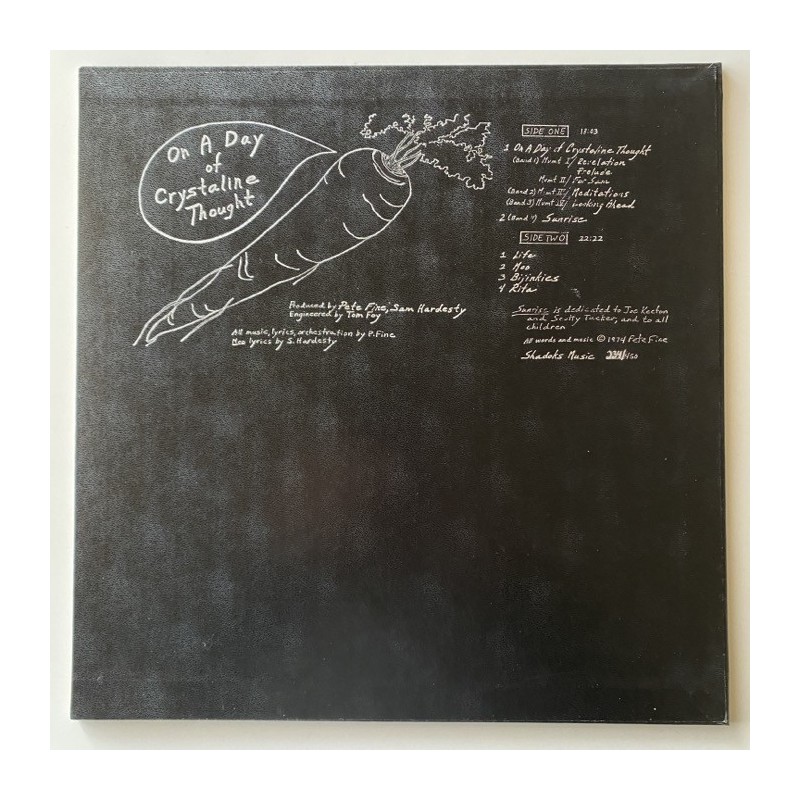 On A Day
of
Crystaline
Thought
Produced by Pete Fine, Sam Hardesty
Engineered by Tom Foy
All music, lyrics, orchestration by P. Fine
Moo lyrics by S. Hardesty
SIDE ONE 18:03
1 On A Day of Crystaline Thought
(Band 1) Mvmt I/ Revelation
Prelude
Mvmt II/ For Sam
(Band 2) Mvmt III/ Meditations
(Band 3) Mvmt IV/ Looking Ahead
2 (Band 4) Sunrise
SIDE TWO 22:22
1 Life
2 Moo
3 Bijinkies
4 Rita
Sunrise is dedicated to Joe Keeton
and Scotty Tucker, and to all
children
All words and music © 1974 Pete Fine
Shadoks Music /450